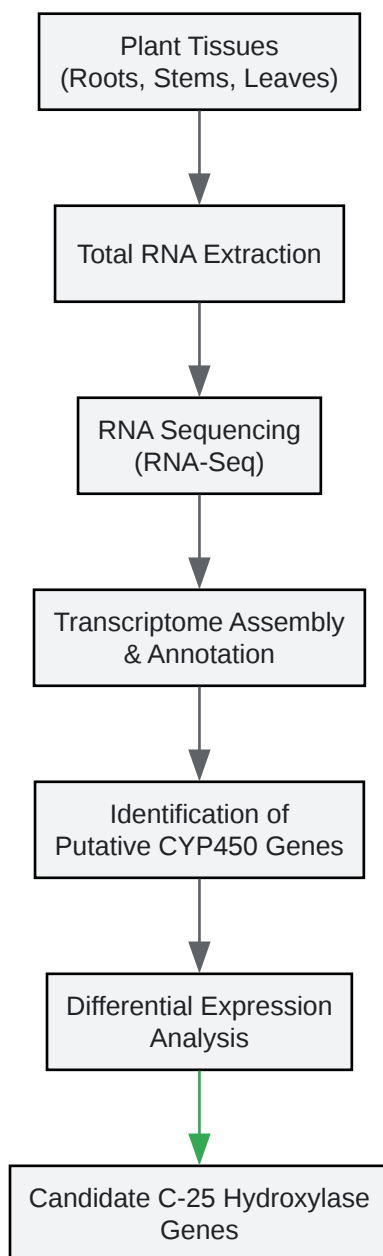 Plant Tissues
(Roots, Stems, Leaves)
Total RNA Extraction
RNA Sequencing
(RNA-Seq)
Transcriptome Assembly
& Annotation
Identification of
Putative CYP450 Genes
Differential Expression
Analysis
Candidate C-25 Hydroxylase
Genes